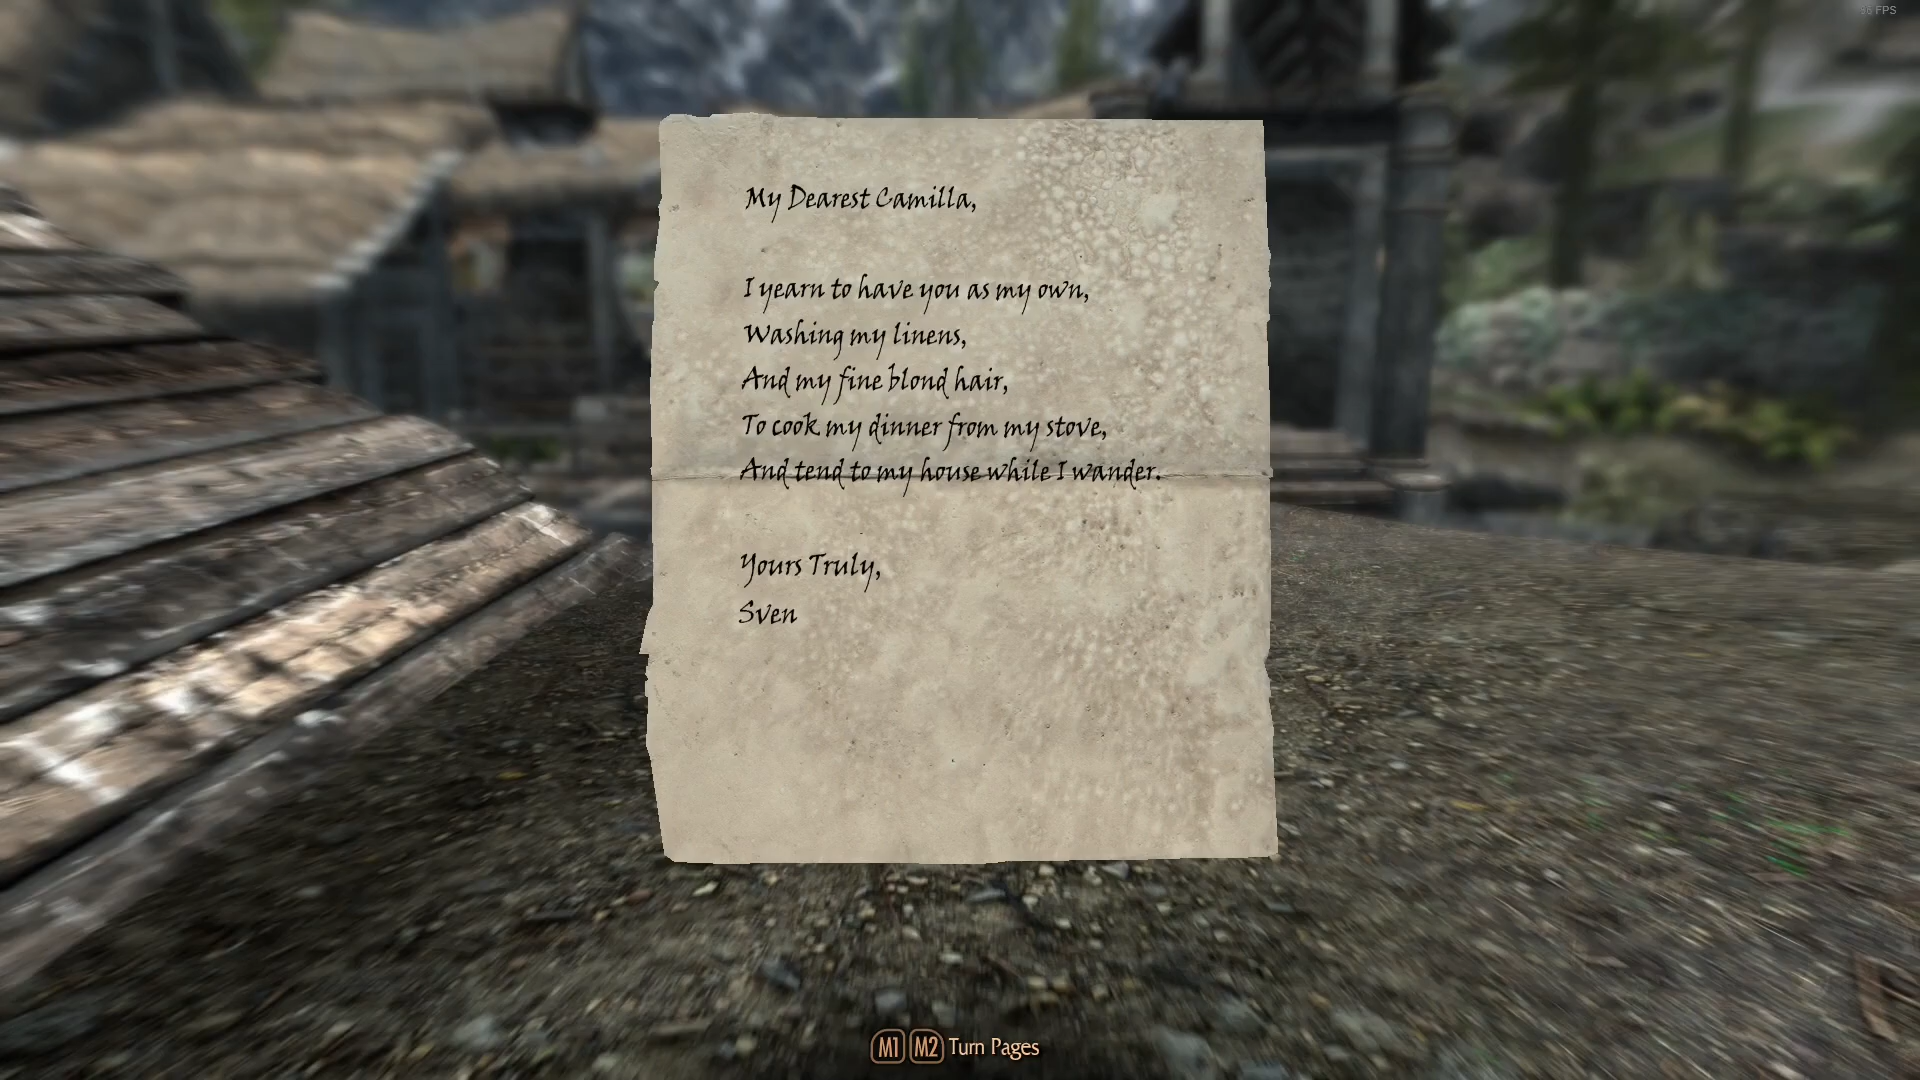 56 FPS
My Dearest Camilla,
I yearn to have you as my own,
Washing my linens,
And my fine blond hair,
To cook my dinner from my stove,
And tend to my house while I wander.
Yours Truly,
Sven
M1 M2 Turn Pages